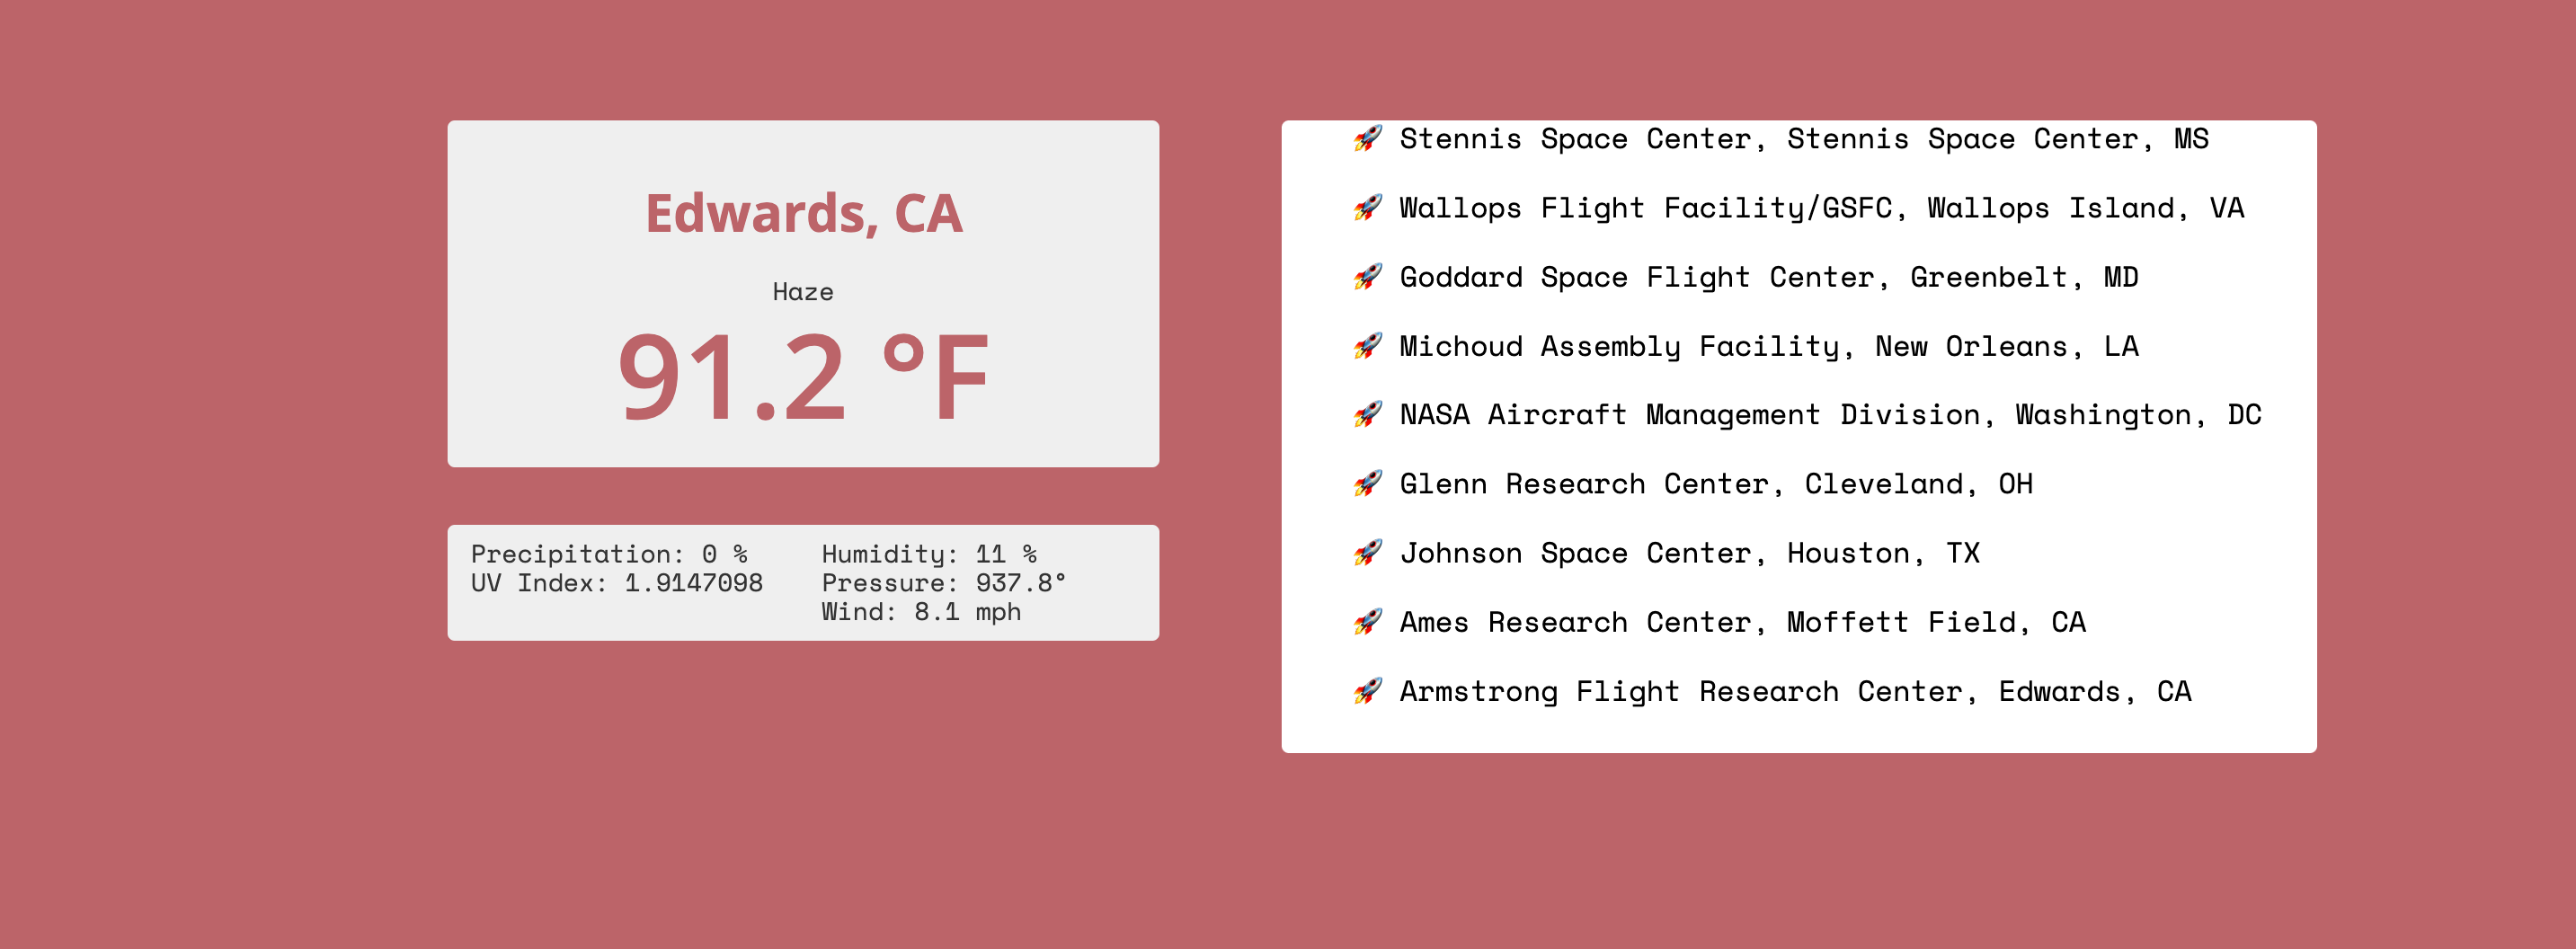 Edwards, CA
Haze
91.2 °F
Precipitation: 0 %
UV Index: 1.9147098
Humidity: 11 %
Pressure: 937.8°
Wind: 8.1 mph
🚀 Stennis Space Center, Stennis Space Center, MS
🚀 Wallops Flight Facility/GSFC, Wallops Island, VA
🚀 Goddard Space Flight Center, Greenbelt, MD
🚀 Michoud Assembly Facility, New Orleans, LA
🚀 NASA Aircraft Management Division, Washington, DC
🚀 Glenn Research Center, Cleveland, OH
🚀 Johnson Space Center, Houston, TX
🚀 Ames Research Center, Moffett Field, CA
🚀 Armstrong Flight Research Center, Edwards, CA